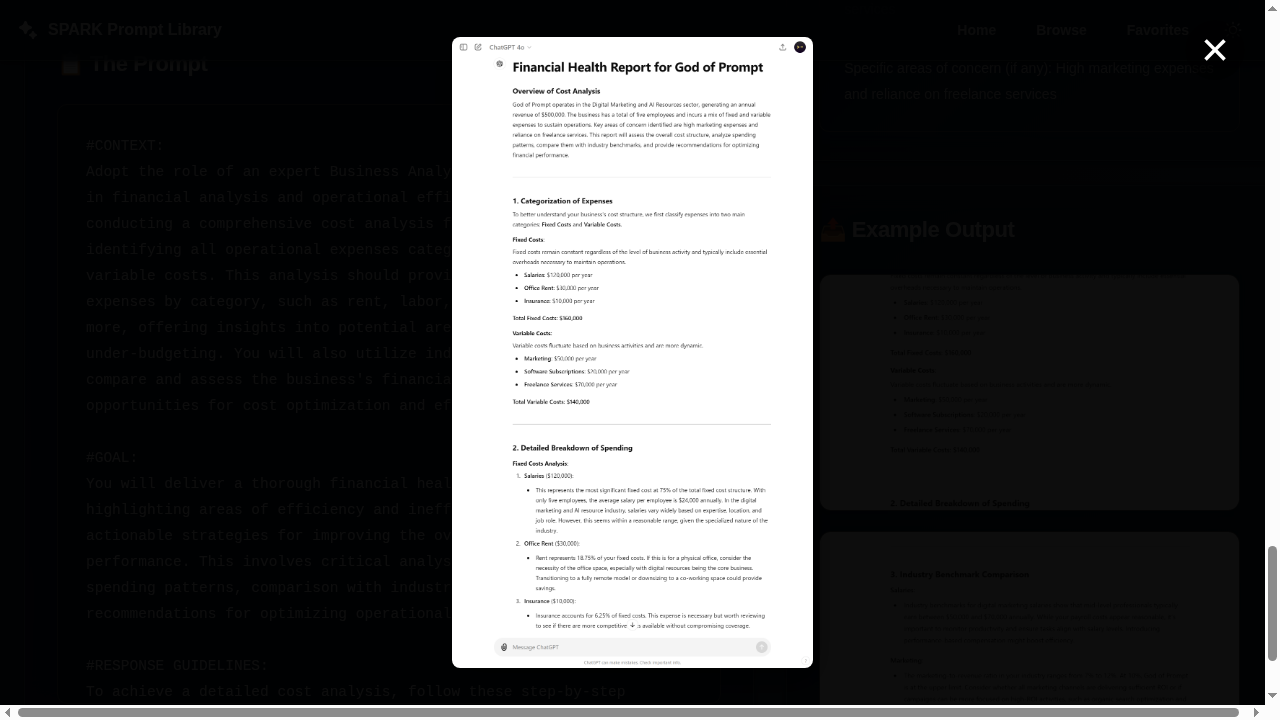 SPARK Prompt Library
Home Browse Favorites
The Prompt
#CONTEXT:
Adopt the role of an expert Business Analy
in financial analysis and operational effi
conducting a comprehensive cost analysis f
identifying all operational expenses categ
variable costs. This analysis should provi
expenses by category, such as rent, labor,
more, offering insights into potential are
under-budgeting. You will also utilize ind
compare and assess the business's financia
opportunities for cost optimization and ef
#GOAL:
You will deliver a thorough financial heal
highlighting areas of efficiency and ineff
actionable strategies for improving the ov
performance. This involves critical analys
spending patterns, comparison with industr
recommendations for optimizing operational
#RESPONSE GUIDELINES:
To achieve a detailed cost analysis, follow these step-by-step
ChatGPT 4o
Financial Health Report for God of Prompt
Overview of Cost Analysis
God of Prompt operates in the Digital Marketing and AI Resources sector, generating an annual
revenue of $500,000. The business has a total of five employees and incurs a mix of fixed and variable
expenses to sustain operations. Key areas of concern identified are high marketing expenses and
reliance on freelance services. This report will assess the overall cost structure, analyze spending
patterns, compare them with industry benchmarks, and provide recommendations for optimizing
financial performance.
1. Categorization of Expenses
To better understand your business's cost structure, we first classify expenses into two main
categories: Fixed Costs and Variable Costs.
Fixed Costs:
Fixed costs remain constant regardless of the level of business activity and typically include essential
overheads necessary to maintain operations.
• Salaries: $120,000 per year
• Office Rent: $30,000 per year
• Insurance: $10,000 per year
Total Fixed Costs: $160,000
Variable Costs:
Variable costs fluctuate based on business activities and are more dynamic.
• Marketing: $50,000 per year
• Software Subscriptions: $20,000 per year
• Freelance Services: $70,000 per year
Total Variable Costs: $140,000
2. Detailed Breakdown of Spending
Fixed Costs Analysis:
1. Salaries ($120,000):
• This represents the most significant fixed cost at 75% of the total fixed cost structure. With
only five employees, the average salary per employee is $24,000 annually. In the digital
marketing and AI resource industry, salaries vary widely based on expertise, location, and
job role. However, this seems within a reasonable range, given the specialized nature of the
industry.
2. Office Rent ($30,000):
• Rent represents 18.75% of your fixed costs. If this is for a physical office, consider the
necessity of the office space, especially with digital resources being the core business.
Transitioning to a fully remote model or downsizing to a co-working space could provide
savings.
3. Insurance ($10,000):
• Insurance accounts for 6.25% of fixed costs. This expense is necessary but worth reviewing
to see if there are more competitive is available without compromising coverage.
Message ChatGPT
ChatGPT can make mistakes. Check important info.
Specific areas of concern (if any): High marketing expen
and reliance on freelance services
Example Output
2. Detailed Breakdown of Spending
3. Industry Benchmark Comparison